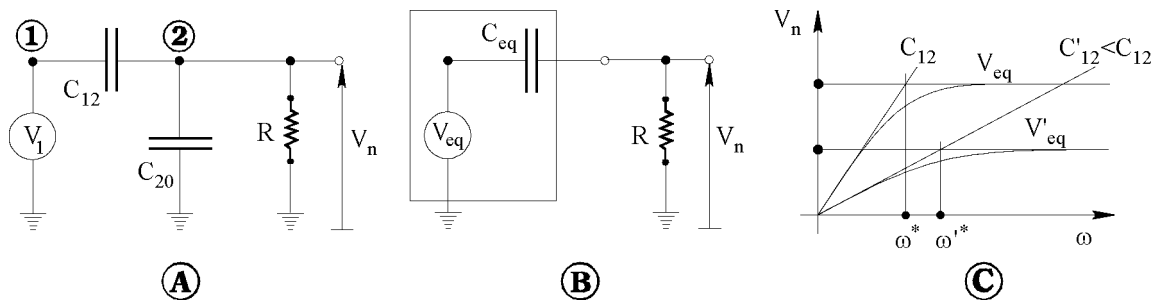 1
2
C12
V1
C20
R
Vn
A
Ceq
Veq
R
Vn
B
Vn
C12
C'12<C12
Veq
V'eq
ω*
ω'*
ω
C